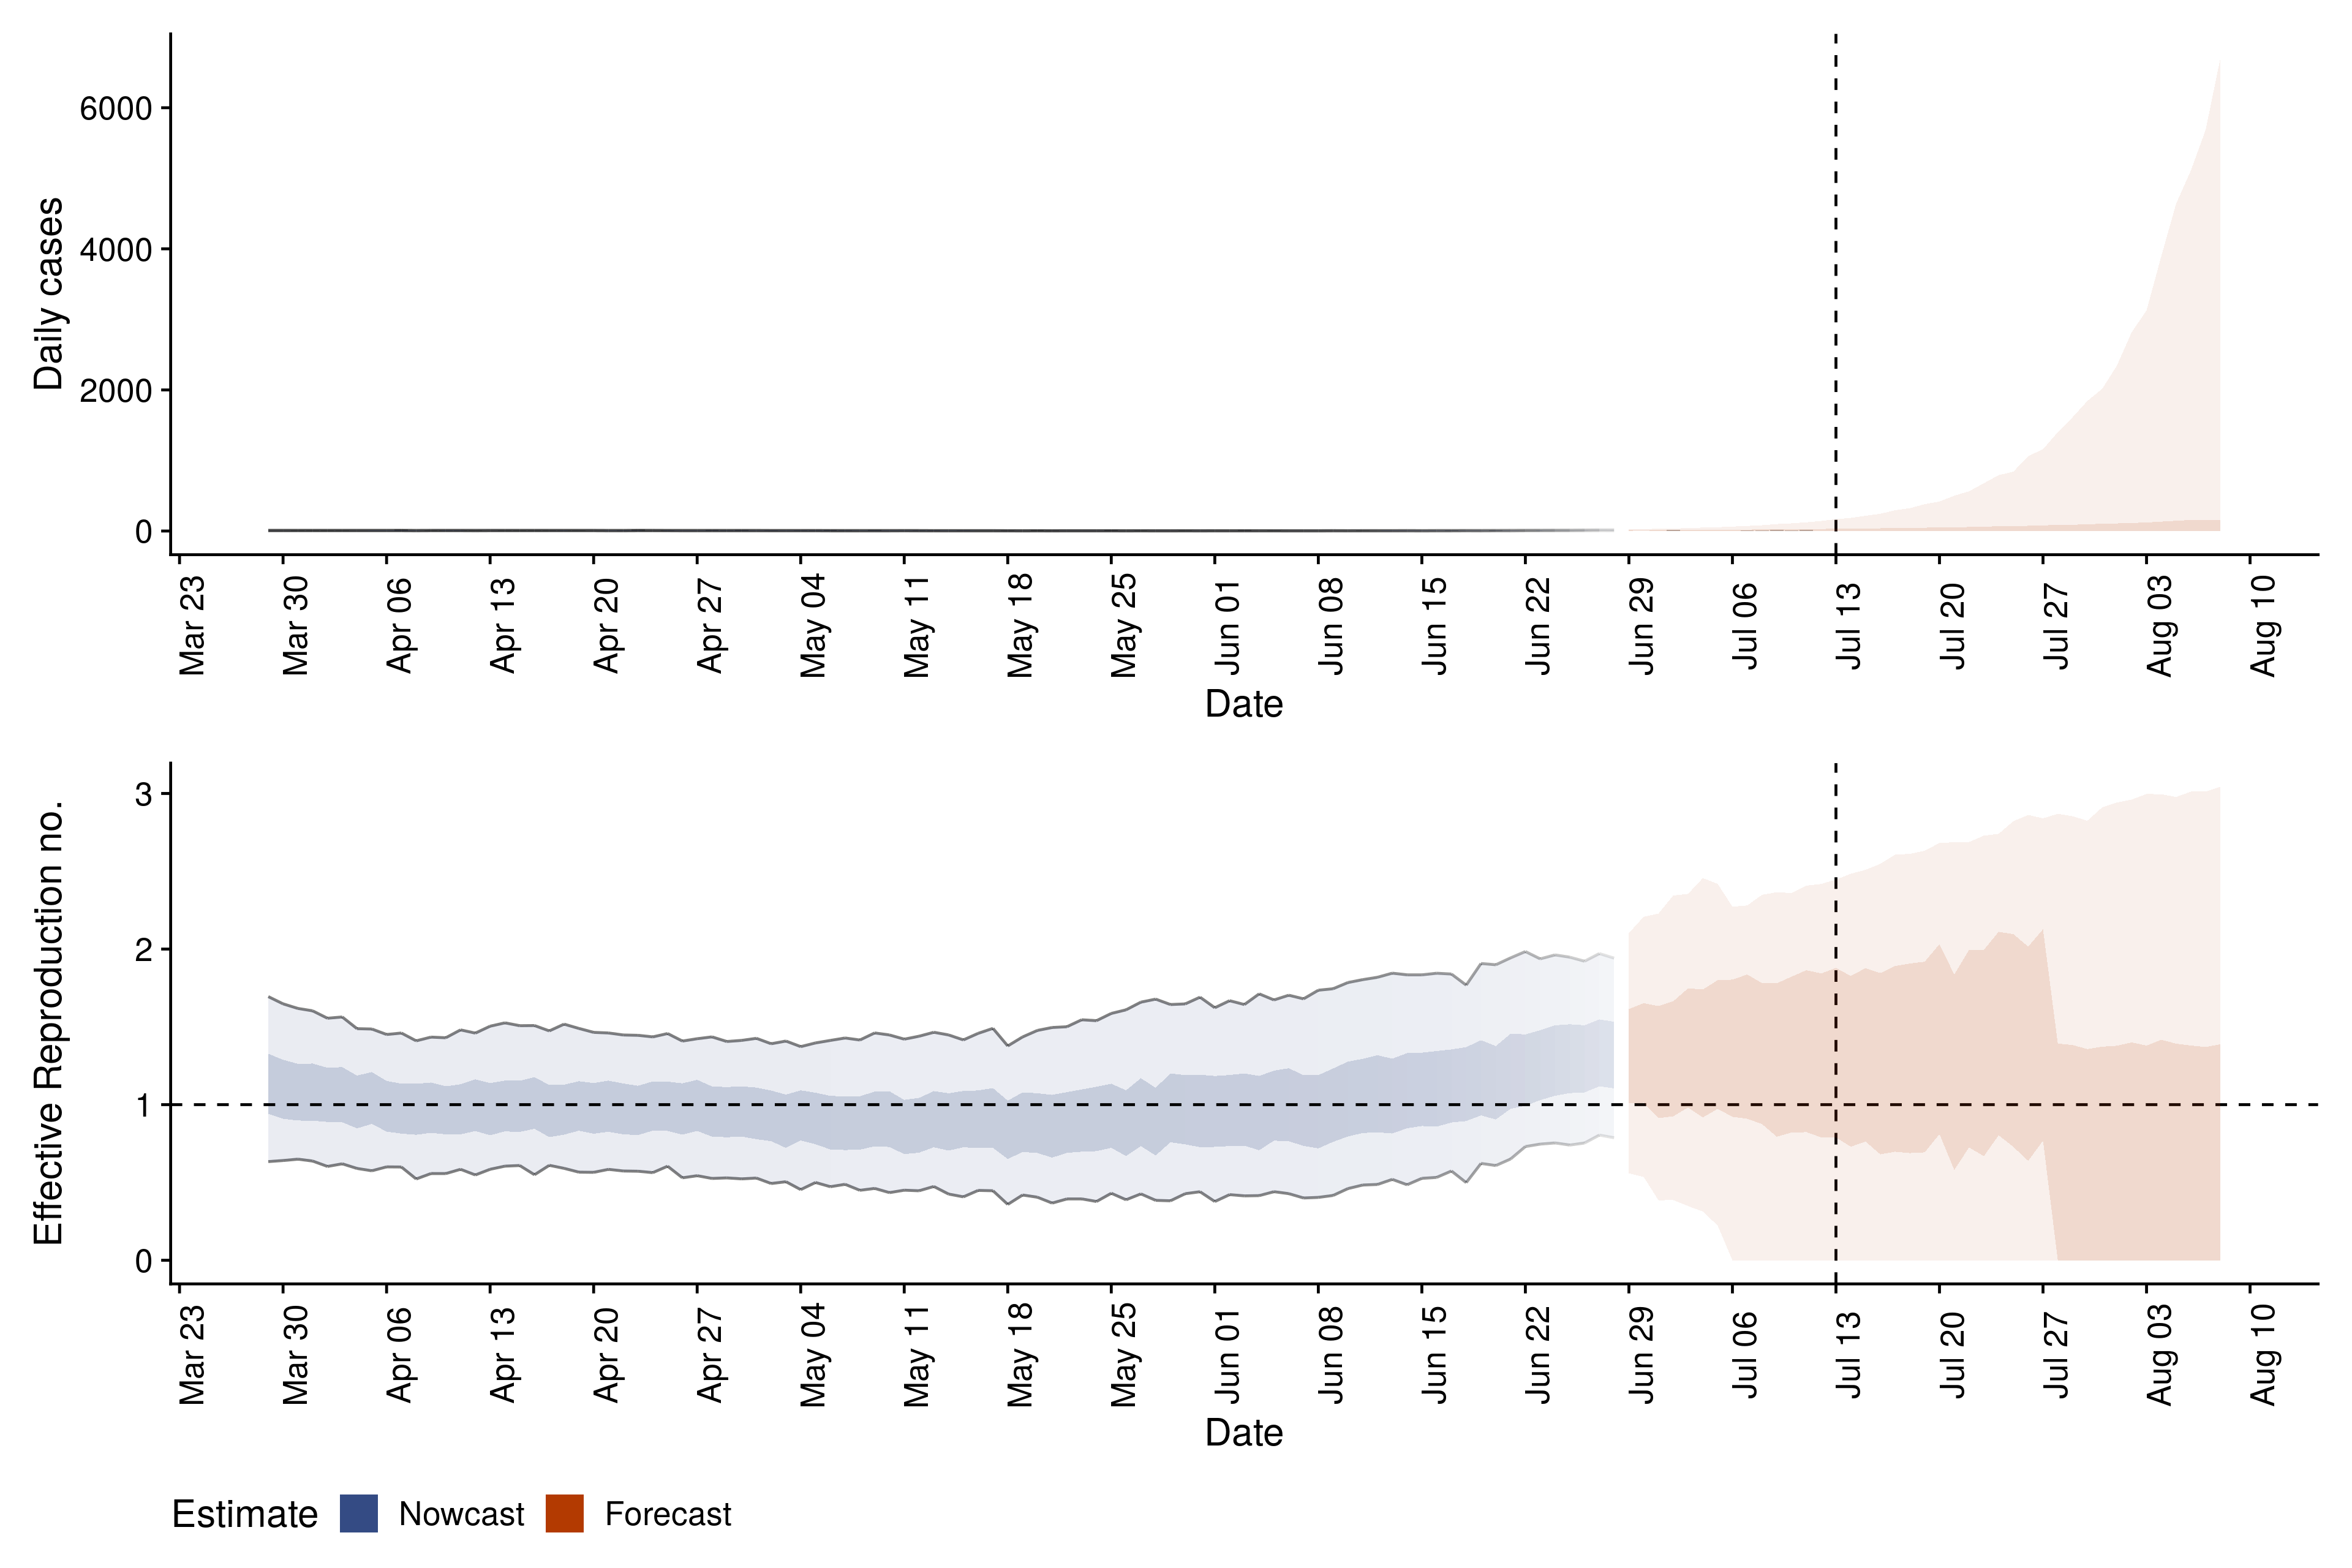 Daily cases
6000
4000
2000
0
Mar 23
Mar 30
Apr 06
Apr 13
Apr 20
Apr 27
May 04
May 11
May 18
May 25
Jun 01
Jun 08
Jun 15
Jun 22
Jun 29
Jul 06
Jul 13
Jul 20
Jul 27
Aug 03
Aug 10
Date
Effective Reproduction no.
3
2
1
0
Mar 23
Mar 30
Apr 06
Apr 13
Apr 20
Apr 27
May 04
May 11
May 18
May 25
Jun 01
Jun 08
Jun 15
Jun 22
Jun 29
Jul 06
Jul 13
Jul 20
Jul 27
Aug 03
Aug 10
Date
Estimate Nowcast Forecast